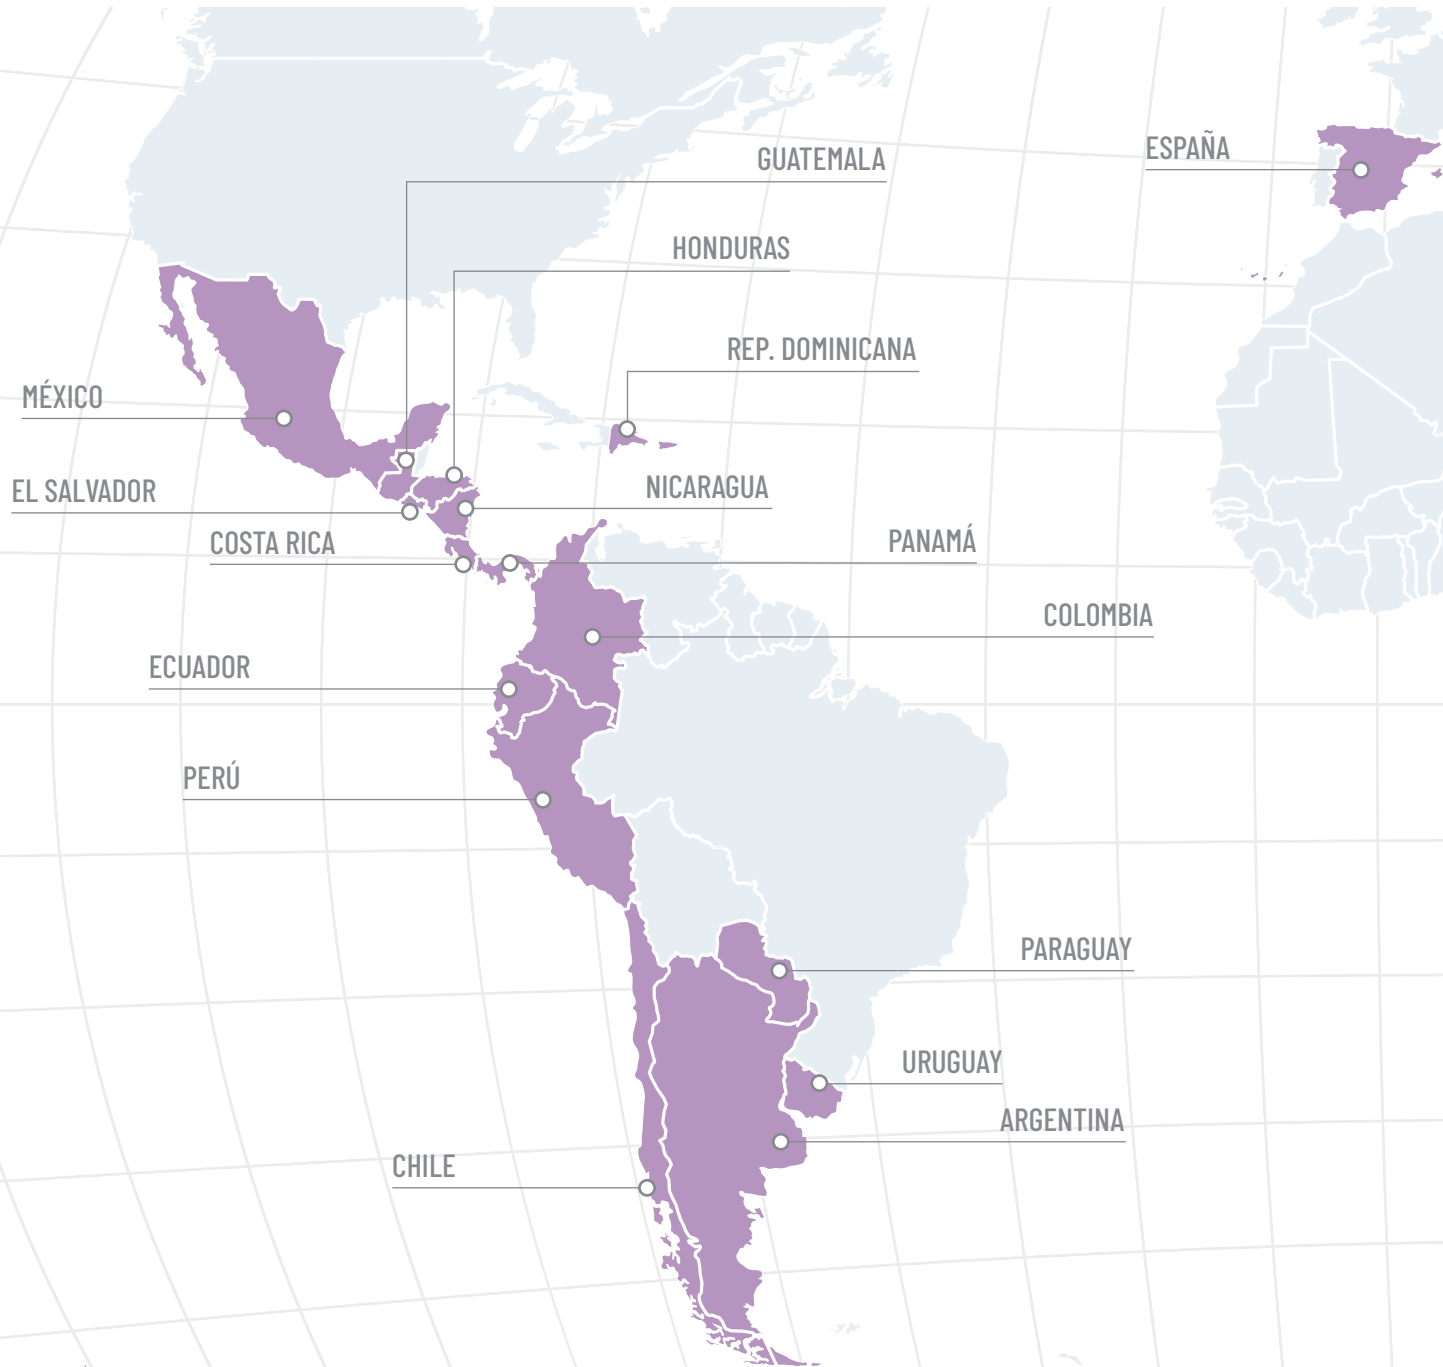 GUATEMALA
ESPAÑA
HONDURAS
REP. DOMINICANA
MÉXICO
EL SALVADOR
NICARAGUA
COSTA RICA
PANAMÁ
COLOMBIA
ECUADOR
PERÚ
PARAGUAY
URUGUAY
ARGENTINA
CHILE